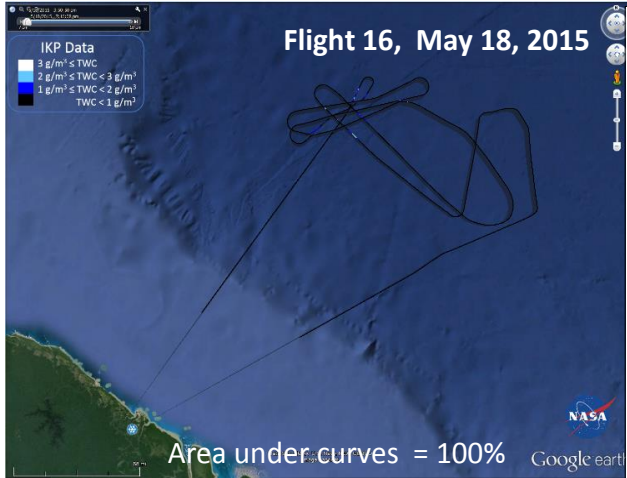 Flight 16, May 18, 2015
IKP Data
3 g/m³ ≤ TWC
2 g/m³ ≤ TWC < 3 g/m³
1 g/m³ ≤ TWC < 2 g/m³
TWC < 1 g/m³
N
NASA
Area under curves = 100%
Google earth